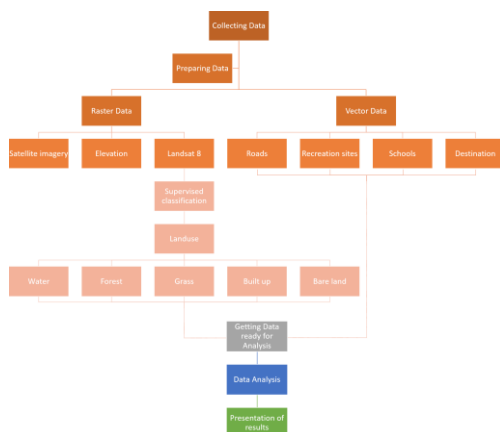 Collecting Data
Preparing Data
Raster Data
Vector Data
Satellite imagery
Elevation
Landsat 8
Roads
Recreation sites
Schools
Destination
Supervised
classification
Landuse
Water
Forest
Grass
Built up
Bare land
Getting Data
ready for
Analysis
Data Analysis
Presentation of
results